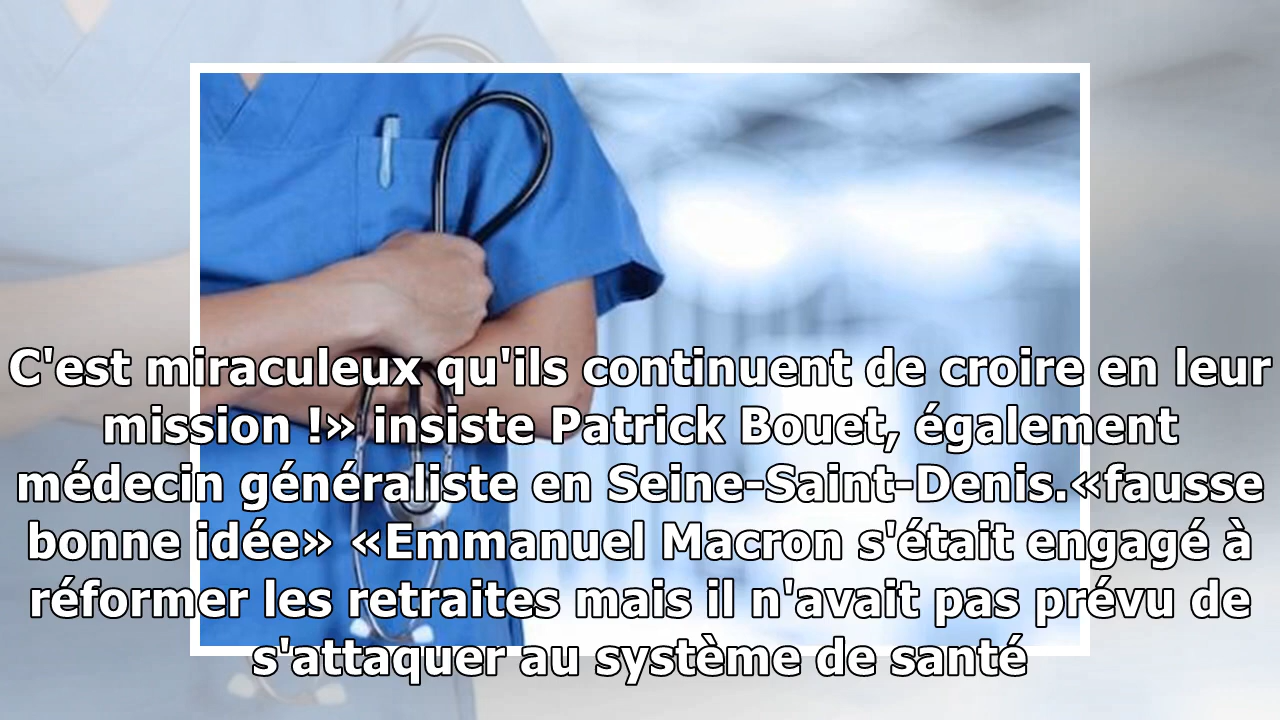 C'est miraculeux qu'ils continuent de croire en leur
mission !» insiste Patrick Bouet, également
médecin généraliste en Seine-Saint-Denis.«fausse
bonne idée» «Emmanuel Macron s'était engagé à
réformer les retraites mais il n'avait pas prévu de
s'attaquer au système de santé